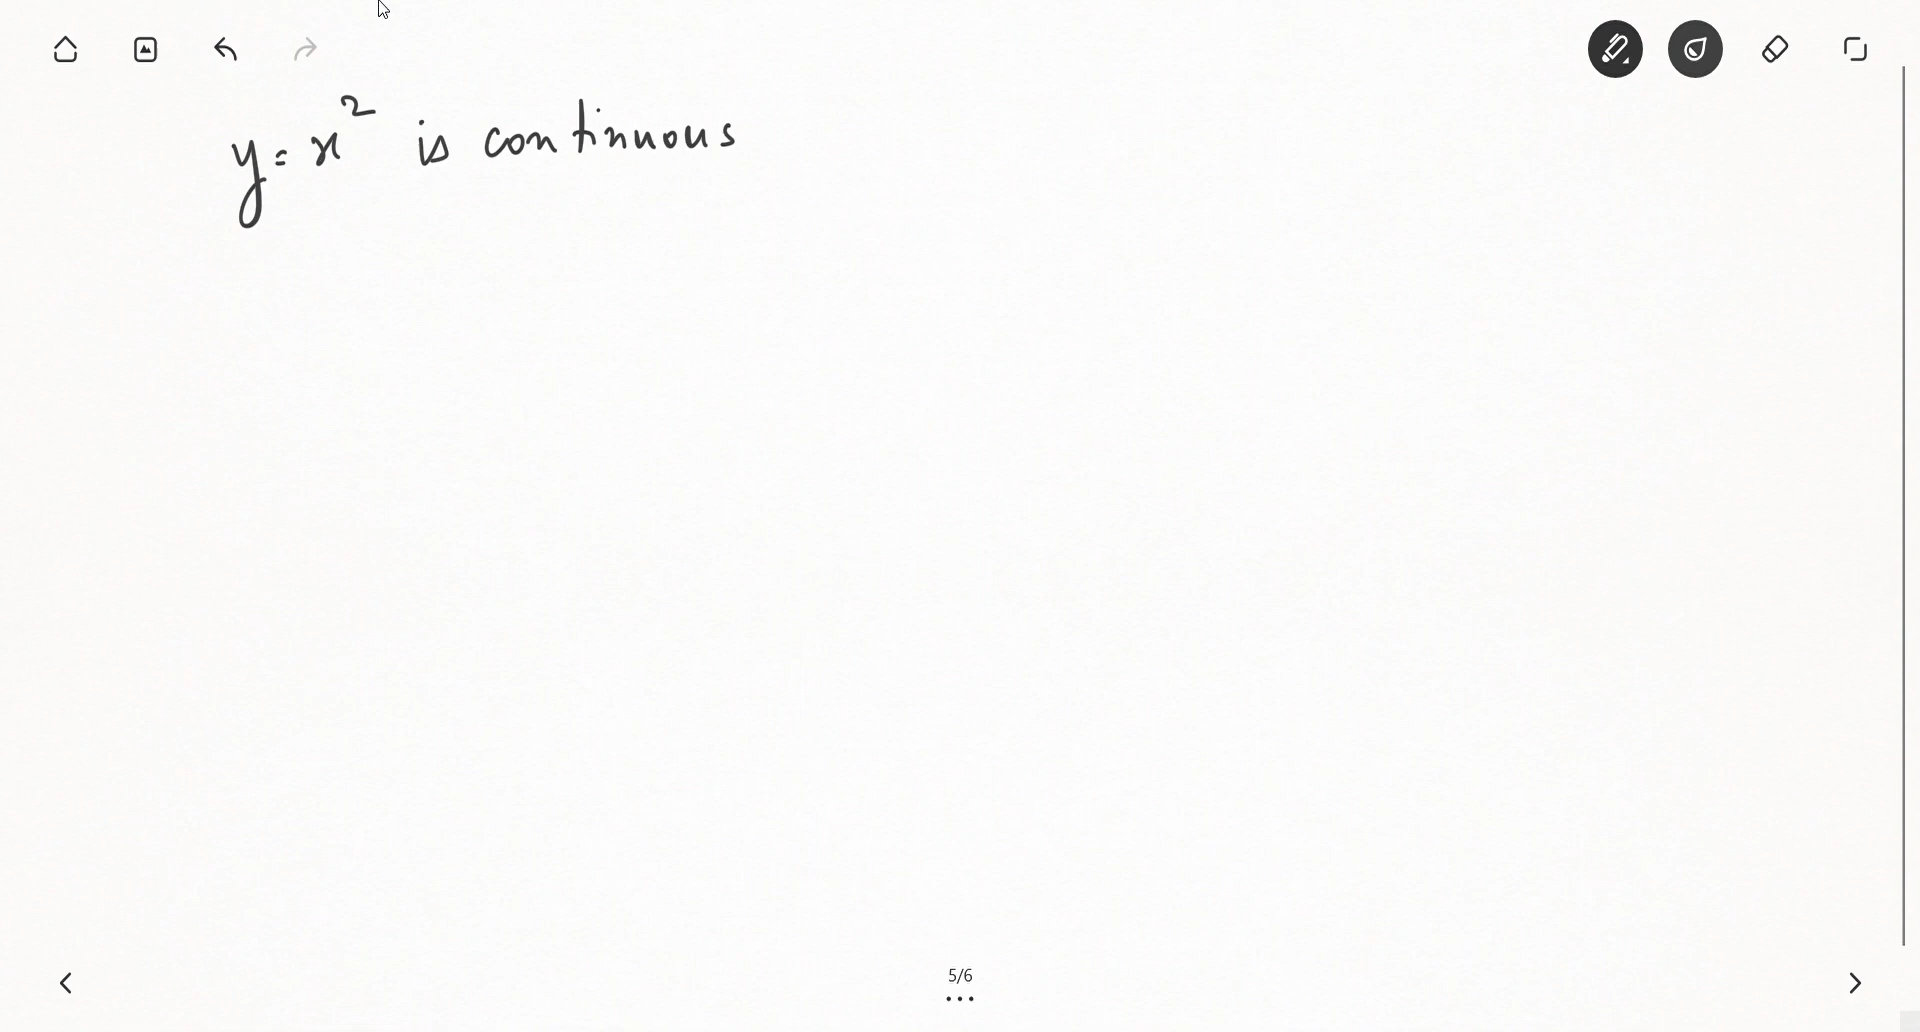 y = x² is continuous
5/6